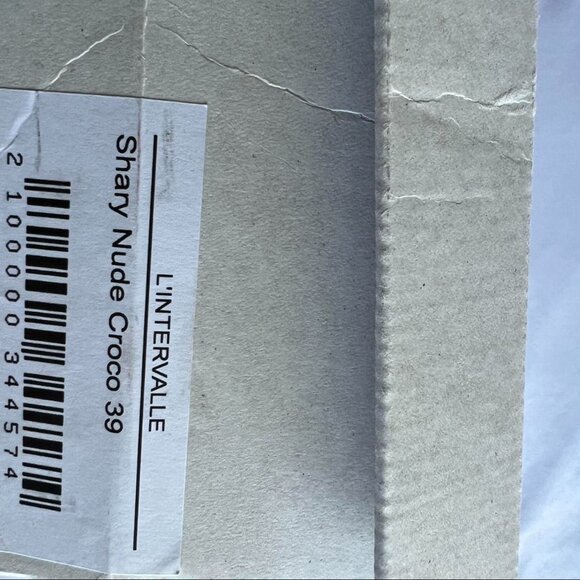 L'INTERVALLE
Shary Nude Croco 39
2 100000 344574